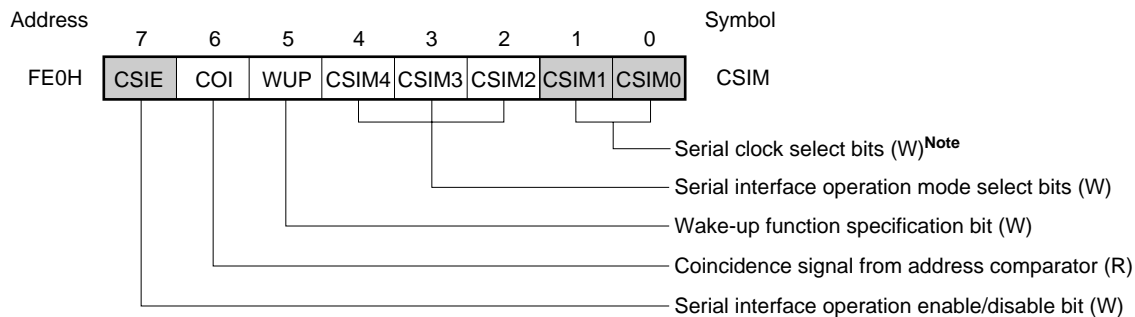 Address Symbol
7 6 5 4 3 2 1 0
FE0H CSIE COI WUP CSIM4 CSIM3 CSIM2 CSIM1 CSIM0 CSIM
Serial clock select bits (W)Note
Serial interface operation mode select bits (W)
Wake-up function specification bit (W)
Coincidence signal from address comparator (R)
Serial interface operation enable/disable bit (W)